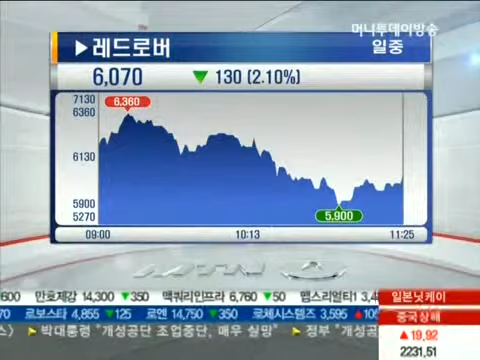 머니투데이방송
▶레드로버
일중
6,070 ▼ 130 (2.10%)
7130
6360
6,360
6130
5900
5270
5,900
09:00 10:13 11:25
600 만호제강 14,300 ▼350 맥쿼리인프라 6,760 ▼50 맵스리얼티1 3,4
일본닛케이
로보스타 4,855 ▼125 로엔 14,750 ▼350 로체시스템즈 3,595 ▲105
중국상해
> ▶박대통령 "개성공단 조업중단, 매우 실망" ▶정부 "개성공
▲19,92
2231,51